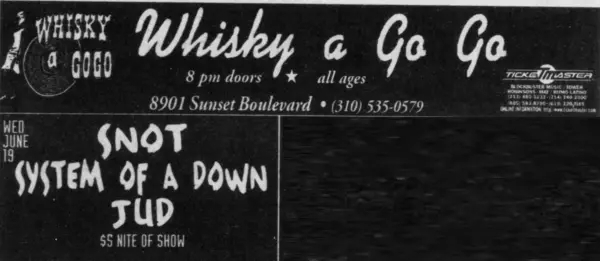 WHISKY
a
GOGO
Whisky a Go Go
8 pm doors ★ all ages
8901 Sunset Boulevard • (310) 535-0579
TICKETMASTER
WED
JUNE
19
SNOT
SYSTEM OF A DOWN
JUD
$5 NITE OF SHOW